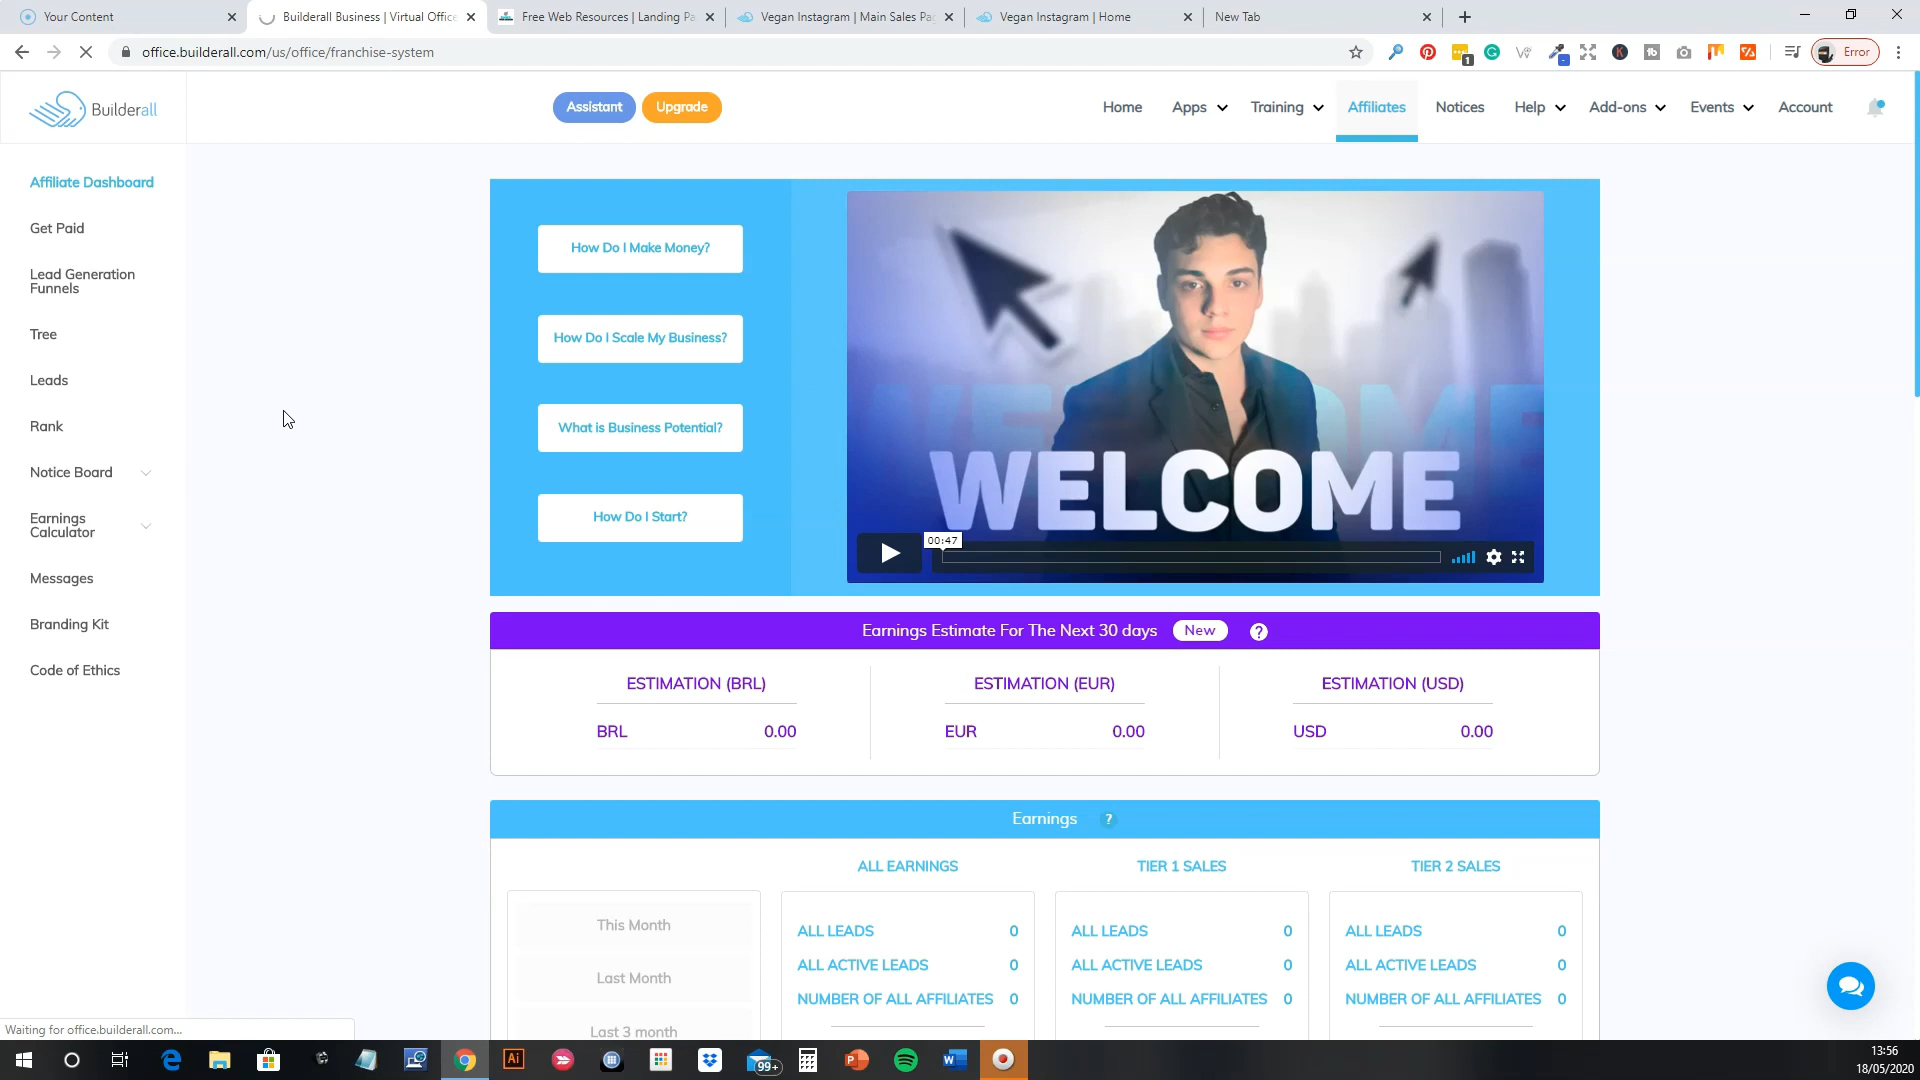 Your Content
Builderall Business | Virtual Office
Free Web Resources | Landing Pa
Vegan Instagram | Main Sales Pag
Vegan Instagram | Home
New Tab
office.builderall.com/us/office/franchise-system
1
Error
Builderall
Assistant
Upgrade
Home
Apps
Training
Affiliates
Notices
Help
Add-ons
Events
Account
Affiliate Dashboard
Get Paid
Lead Generation
Funnels
Tree
Leads
Rank
Notice Board
Earnings
Calculator
Messages
Branding Kit
Code of Ethics
How Do I Make Money?
How Do I Scale My Business?
What is Business Potential?
How Do I Start?
WELCOME
WELCOME
00:47
Earnings Estimate For The Next 30 days
New
?
ESTIMATION (BRL)
ESTIMATION (EUR)
ESTIMATION (USD)
BRL 0.00
EUR 0.00
USD 0.00
Earnings
?
ALL EARNINGS
TIER 1 SALES
TIER 2 SALES
This Month
Last Month
Last 3 month
ALL LEADS 0
ALL ACTIVE LEADS 0
NUMBER OF ALL AFFILIATES 0
ALL LEADS 0
ALL ACTIVE LEADS 0
NUMBER OF ALL AFFILIATES 0
ALL LEADS 0
ALL ACTIVE LEADS 0
NUMBER OF ALL AFFILIATES 0
Waiting for office.builderall.com...
Ai
99+
13:56
18/05/2020